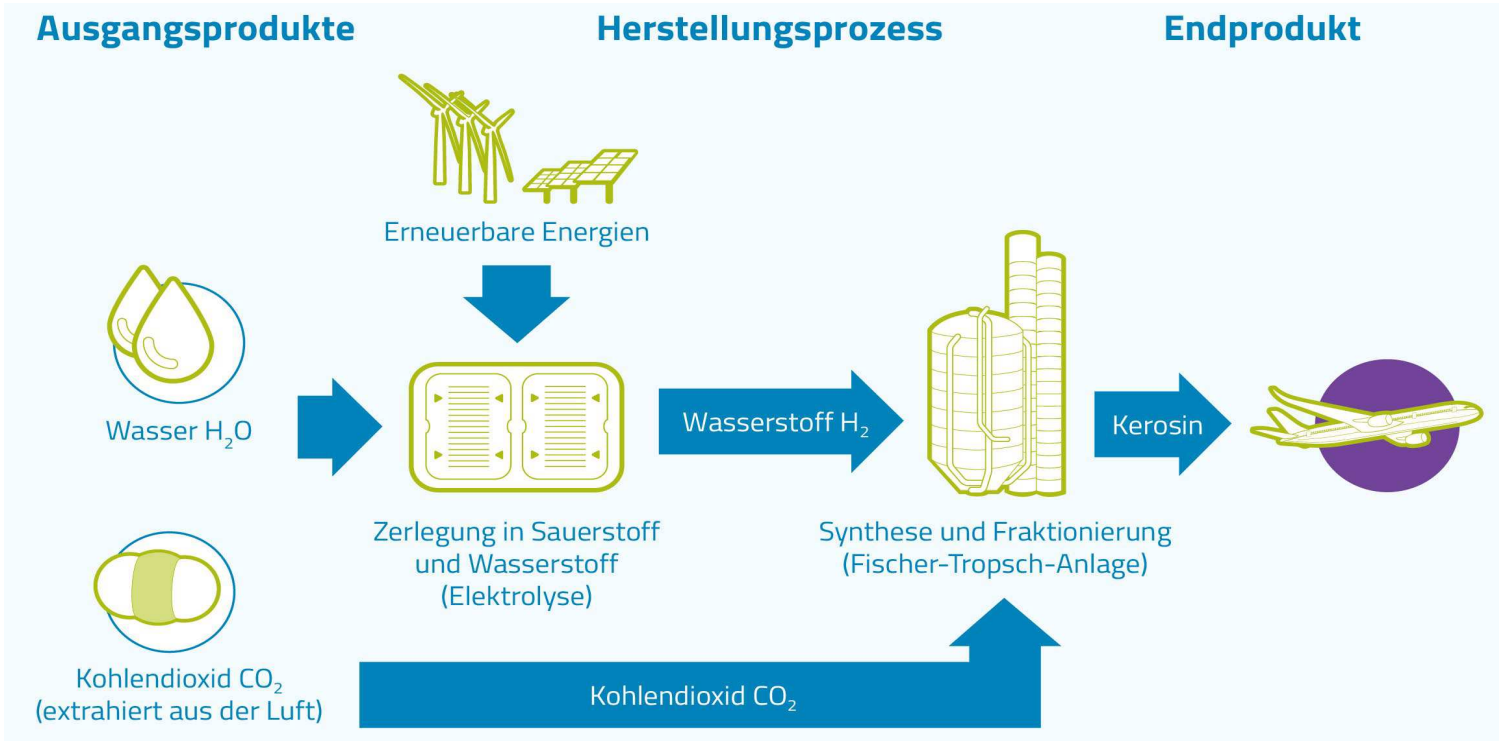 Ausgangsprodukte
Herstellungsprozess
Endprodukt
Erneuerbare Energien
Wasser H₂O
Wasserstoff H₂
Kerosin
Zerlegung in Sauerstoff
und Wasserstoff
(Elektrolyse)
Synthese und Fraktionierung
(Fischer-Tropsch-Anlage)
Kohlendioxid CO₂
(extrahiert aus der Luft)
Kohlendioxid CO₂